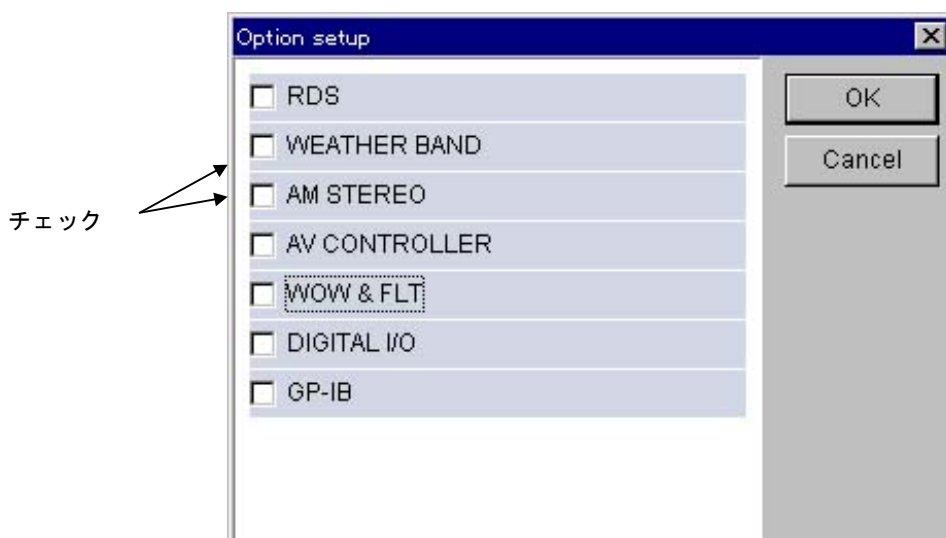 Option setup
RDS
OK
WEATHER BAND
Cancel
AM STEREO
チェック
AV CONTROLLER
WOW & FLT
DIGITAL I/O
GP-IB